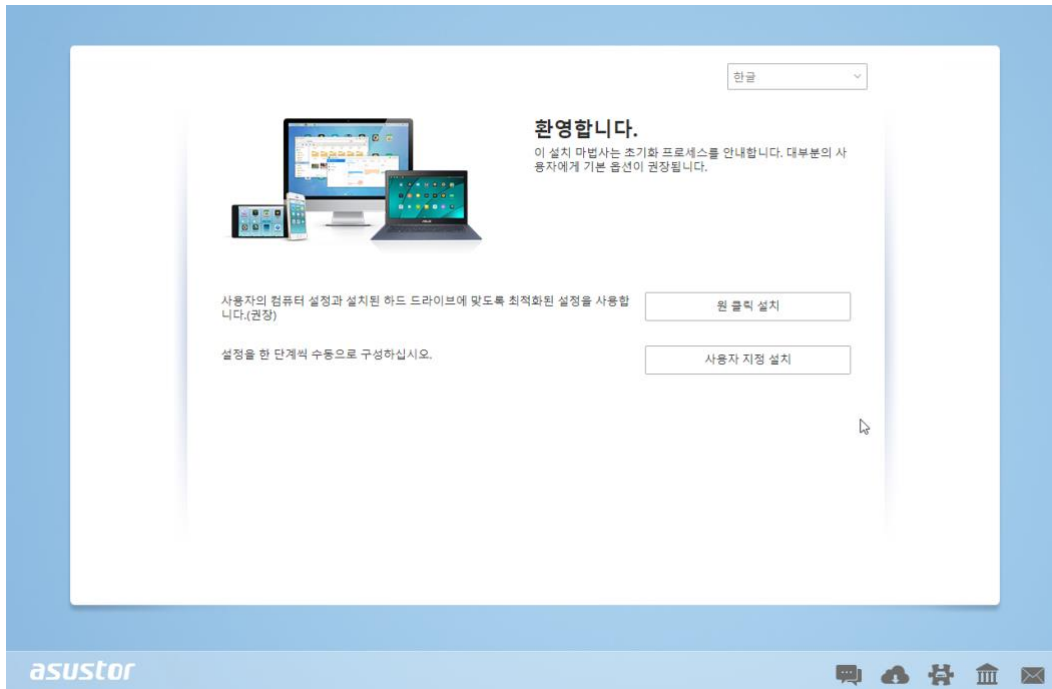 한글
환영합니다.
이 설치 마법사는 초기화 프로세스를 안내합니다. 대부분의 사
용자에게 기본 옵션이 권장됩니다.
사용자의 컴퓨터 설정과 설치된 하드 드라이브에 맞도록 최적화된 설정을 사용합
니다.(권장)
원 클릭 설치
설정을 한 단계씩 수동으로 구성하십시오.
사용자 지정 설치
asustor